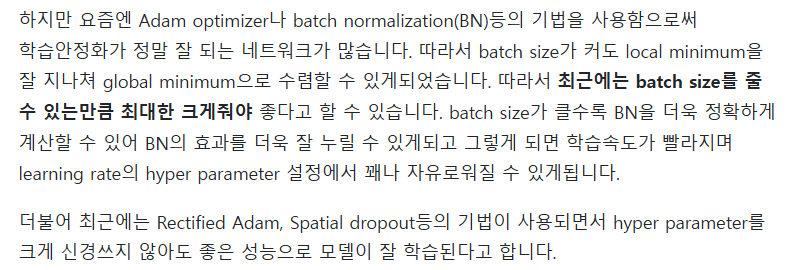 하지만 요즘엔 Adam optimizer나 batch normalization(BN)등의 기법을 사용함으로써
학습안정화가 정말 잘 되는 네트워크가 많습니다. 따라서 batch size가 커도 local minimum을
잘 지나쳐 global minimum으로 수렴할 수 있게되었습니다. 따라서 최근에는 batch size를 줄
수 있는만큼 최대한 크게줘야 좋다고 할 수 있습니다. batch size가 클수록 BN을 더욱 정확하게
계산할 수 있어 BN의 효과를 더욱 잘 누릴 수 있게되고 그렇게 되면 학습속도가 빨라지며
learning rate의 hyper parameter 설정에서 꽤나 자유로워질 수 있게됩니다.
더불어 최근에는 Rectified Adam, Spatial dropout등의 기법이 사용되면서 hyper parameter를
크게 신경쓰지 않아도 좋은 성능으로 모델이 잘 학습된다고 합니다.